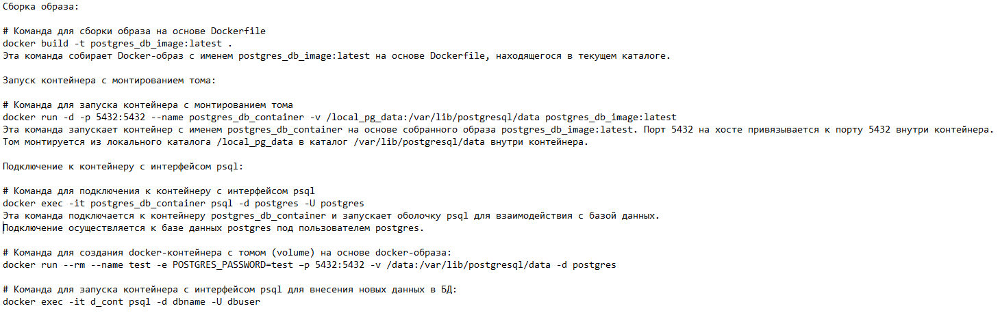 Сборка образа:
# Команда для сборки образа на основе Dockerfile
docker build -t postgres_db_image:latest .
Эта команда собирает Docker-образ с именем postgres_db_image:latest на основе Dockerfile, находящегося в текущем каталоге.
Запуск контейнера с монтированием тома:
# Команда для запуска контейнера с монтированием тома
docker run -d -p 5432:5432 --name postgres_db_container -v /local_pg_data:/var/lib/postgresql/data postgres_db_image:latest
Эта команда запускает контейнер с именем postgres_db_container на основе собранного образа postgres_db_image:latest. Порт 5432 на хосте привязывается к порту 5432 внутри контейнера.
Том монтируется из локального каталога /local_pg_data в каталог /var/lib/postgresql/data внутри контейнера.
Подключение к контейнеру с интерфейсом psql:
# Команда для подключения к контейнеру с интерфейсом psql
docker exec -it postgres_db_container psql -d postgres -U postgres
Эта команда подключается к контейнеру postgres_db_container и запускает оболочку psql для взаимодействия с базой данных.
Подключение осуществляется к базе данных postgres под пользователем postgres.
# Команда для создания docker-контейнера с томом (volume) на основе docker-образа:
docker run --rm --name test -e POSTGRES_PASSWORD=test –p 5432:5432 -v /data:/var/lib/postgresql/data -d postgres
# Команда для запуска контейнера с интерфейсом psql для внесения новых данных в БД:
docker exec -it d_cont psql -d dbname -U dbuser